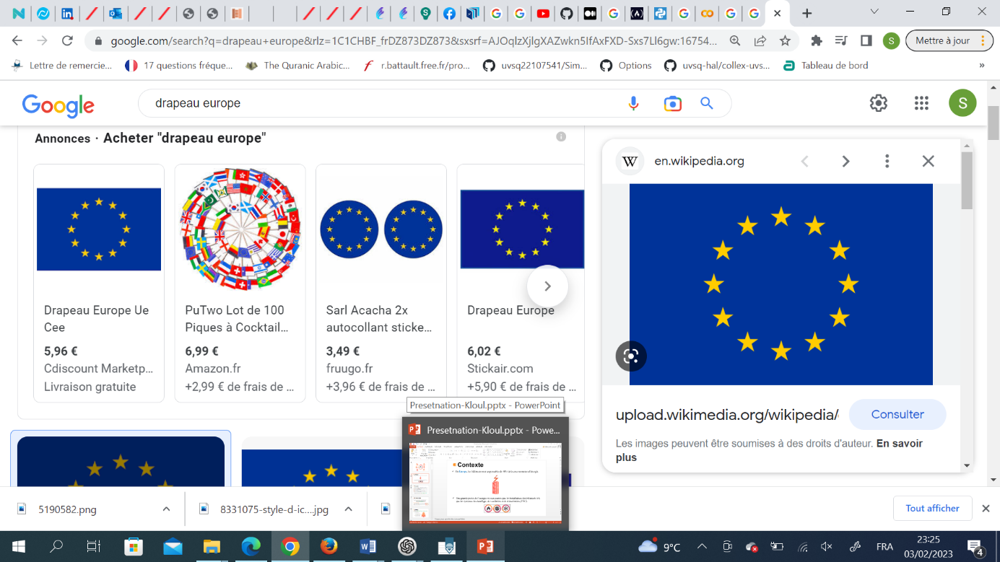 google.com/search?q=drapeau+europe&rlz=1C1CHBF_frDZ873DZ873&sxsrf=AJOqlzXjlgXAZwkn5IfAxFXD-Sxs7Ll6gw:16754...
S
Mettre à jour
Lettre de remercie...
17 questions fréque...
The Quranic Arabic...
r.battault.free.fr/pro...
uvsq22107541/Sim...
Options
uvsq-hal/collex-uvs...
Tableau de bord
»
Google
drapeau europe
S
Annonces · Acheter "drapeau europe"
W
en.wikipedia.org
Drapeau Europe Ue
Cee
5,96 €
Cdiscount Marketp...
Livraison gratuite
PuTwo Lot de 100
Piques à Cocktail...
6,99 €
Amazon.fr
+2,99 € de frais de ...
Sarl Acacha 2x
autocollant sticke...
3,49 €
fruugo.fr
+3,96 € de frais de ...
Drapeau Europe
6,02 €
Stickair.com
+5,90 € de frais de ...
upload.wikimedia.org/wikipedia/
Consulter
Les images peuvent être soumises à des droits d'auteur. En savoir
plus
Presetnation-Kloul.pptx - PowerPoint
Presetnation-Kloul.pptx - Powe...
Contexte
5190582.png
8331075-style-d-ic....jpg
Tout afficher
9°C
FRA
23:25
03/02/2023
4